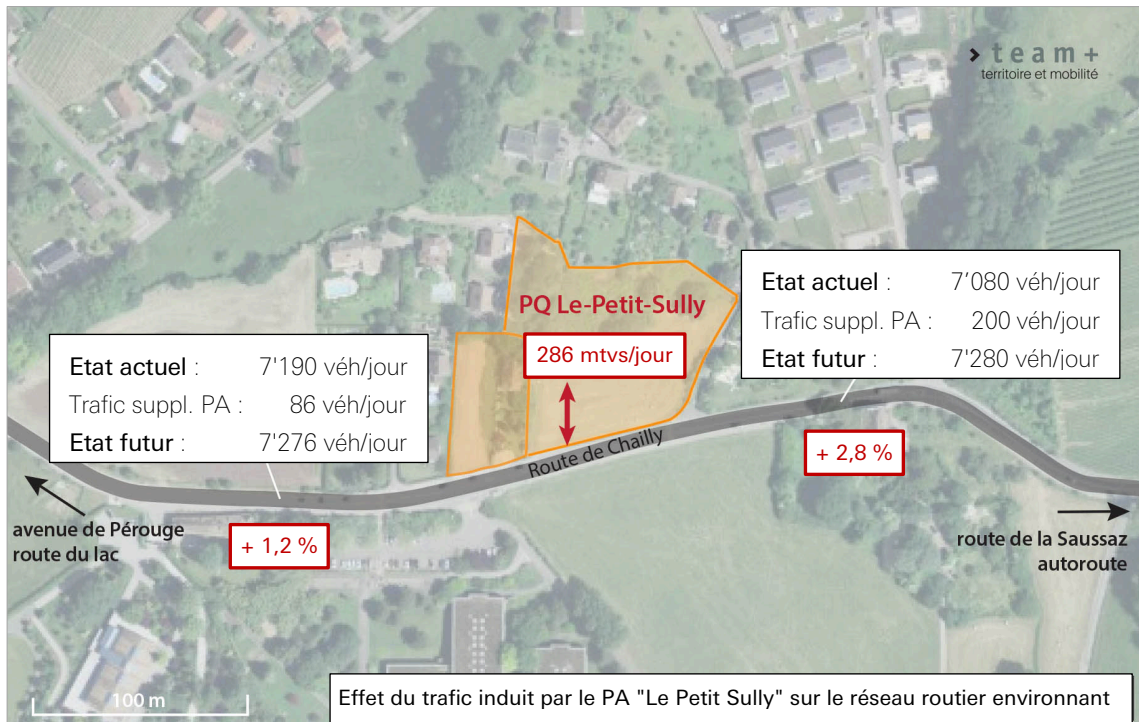 team+
territoire et mobilité
PQ Le-Petit-Sully
286 mtvs/jour
Etat actuel : 7'080 véh/jour
Trafic suppl. PA : 200 véh/jour
Etat futur : 7'280 véh/jour
Etat actuel : 7'190 véh/jour
Trafic suppl. PA : 86 véh/jour
Etat futur : 7'276 véh/jour
Route de Chailly
+ 2,8 %
avenue de Pérouge
route du lac
+ 1,2 %
route de la Saussaz
autoroute
100 m
Effet du trafic induit par le PA "Le Petit Sully" sur le réseau routier environnant